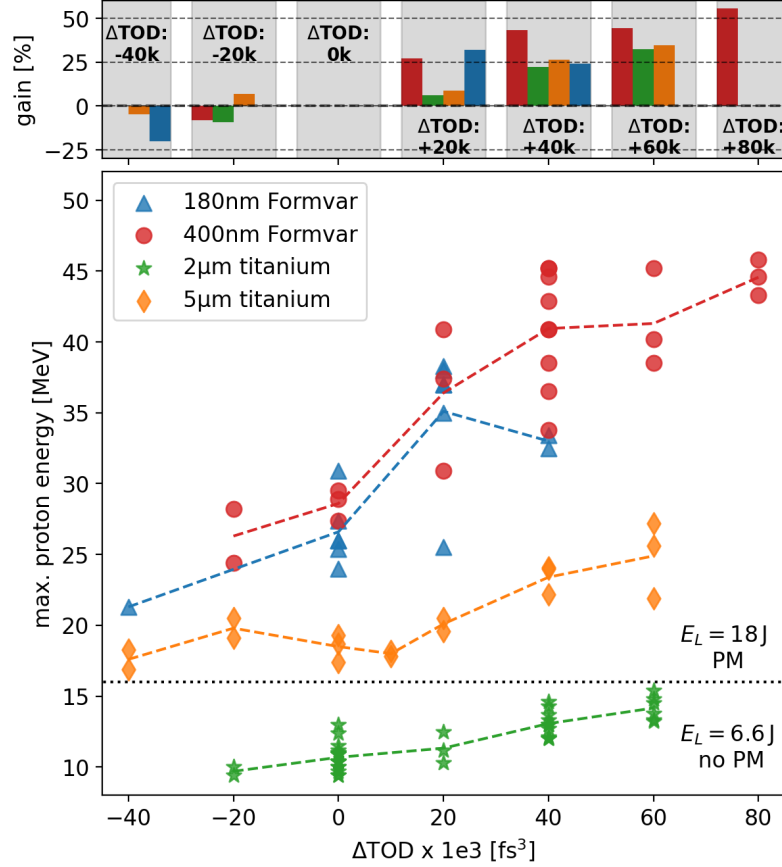 50
25
0
−25
gain [%]
ΔTOD:
-40k
ΔTOD:
-20k
ΔTOD:
0k
ΔTOD:
+20k
ΔTOD:
+40k
ΔTOD:
+60k
ΔTOD:
+80k
180nm Formvar
400nm Formvar
2μm titanium
5μm titanium
50
45
40
35
30
25
20
15
10
max. proton energy [MeV]
E_L = 18 J
PM
E_L = 6.6 J
no PM
−40
−20
0
20
40
60
80
ΔTOD x 1e3 [fs³]